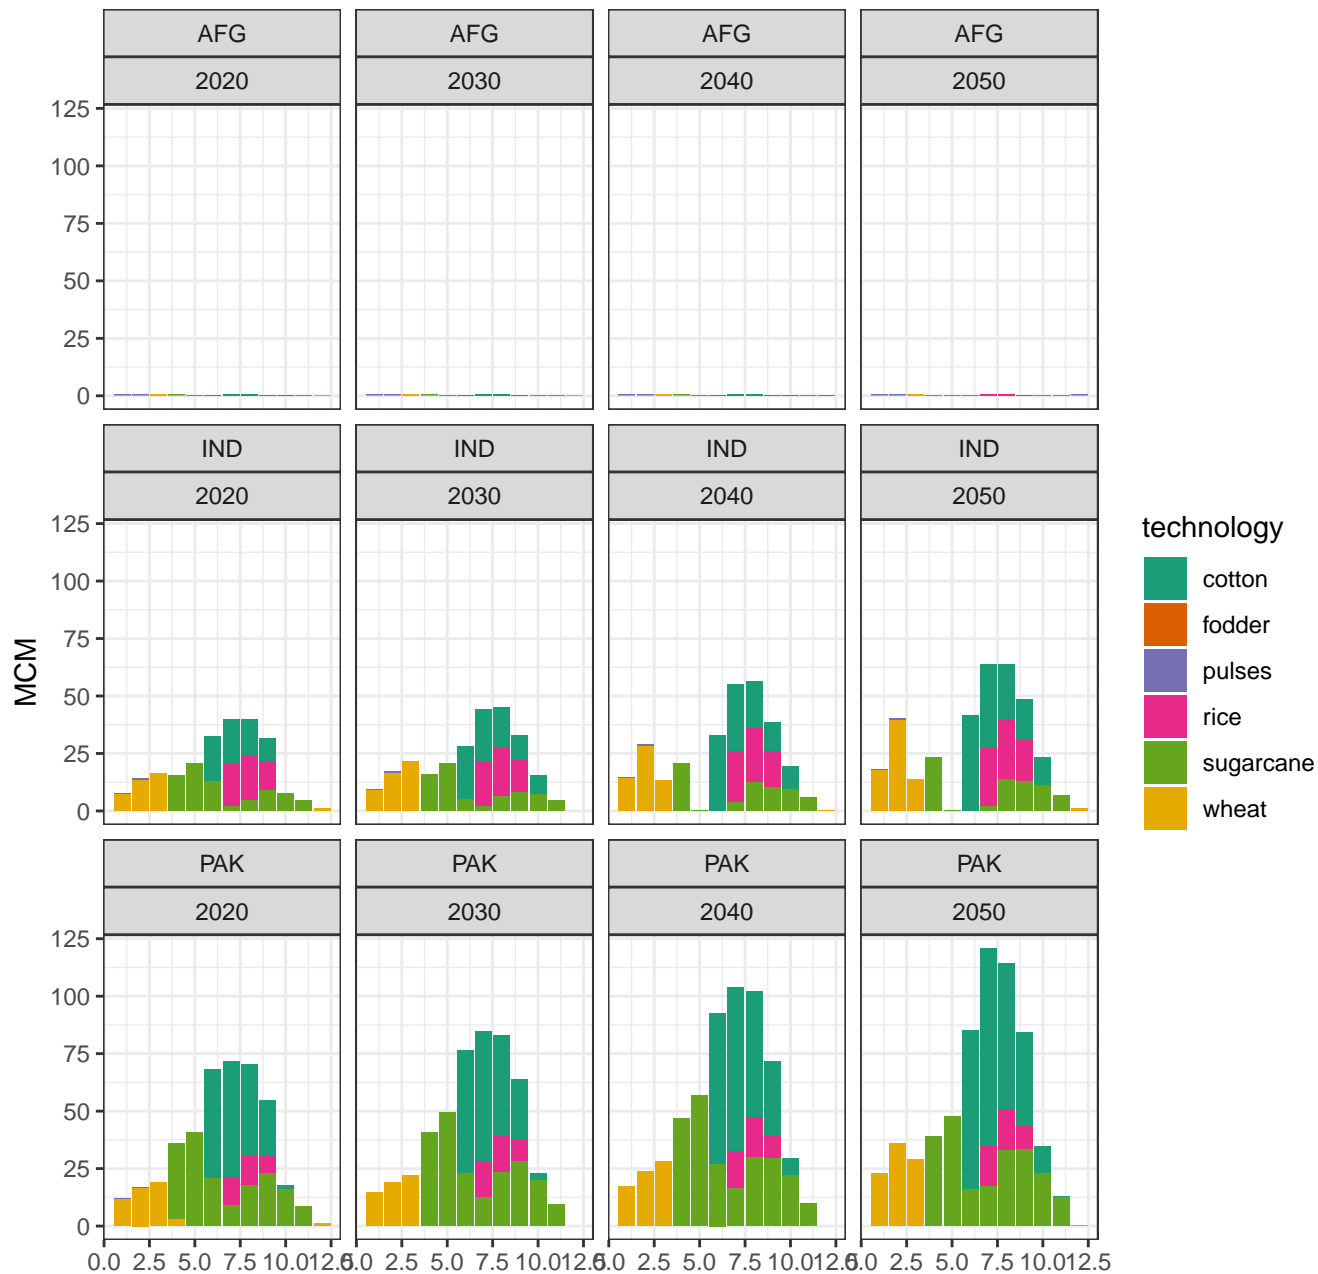 AFG AFG AFG AFG
2020 2030 2040 2050
125
100
75
50
25
0
IND IND IND IND
2020 2030 2040 2050
125
100
75
50
25
0
MCM
PAK PAK PAK PAK
2020 2030 2040 2050
125
100
75
50
25
0
0.0 2.5 5.0 7.5 10.0 12.5 0.0 2.5 5.0 7.5 10.0 12.5 0.0 2.5 5.0 7.5 10.0 12.5 0.0 2.5 5.0 7.5 10.0 12.5
technology
cotton
fodder
pulses
rice
sugarcane
wheat